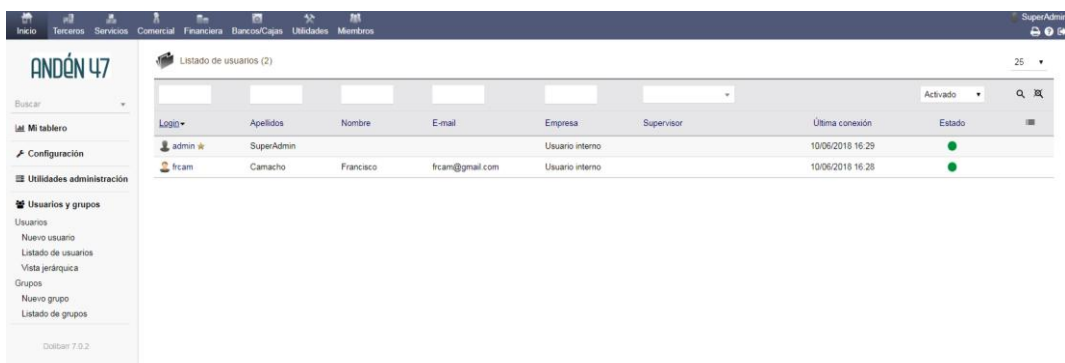 Inicio Terceros Servicios Comercial Financiera Bancos/Cajas Utilidades Miembros SuperAdmin
ANDÉN 47
Buscar
Mi tablero
Configuración
Utilidades administración
Usuarios y grupos
Usuarios
Nuevo usuario
Listado de usuarios
Vista jerárquica
Grupos
Nuevo grupo
Listado de grupos
Dolibarr 7.0.2
Listado de usuarios (2) 25
Activado
Login Apellidos Nombre E-mail Empresa Supervisor Última conexión Estado
admin SuperAdmin Usuario interno 10/06/2018 16:29
frcam Camacho Francisco frcam@gmail.com Usuario interno 10/06/2018 16:28